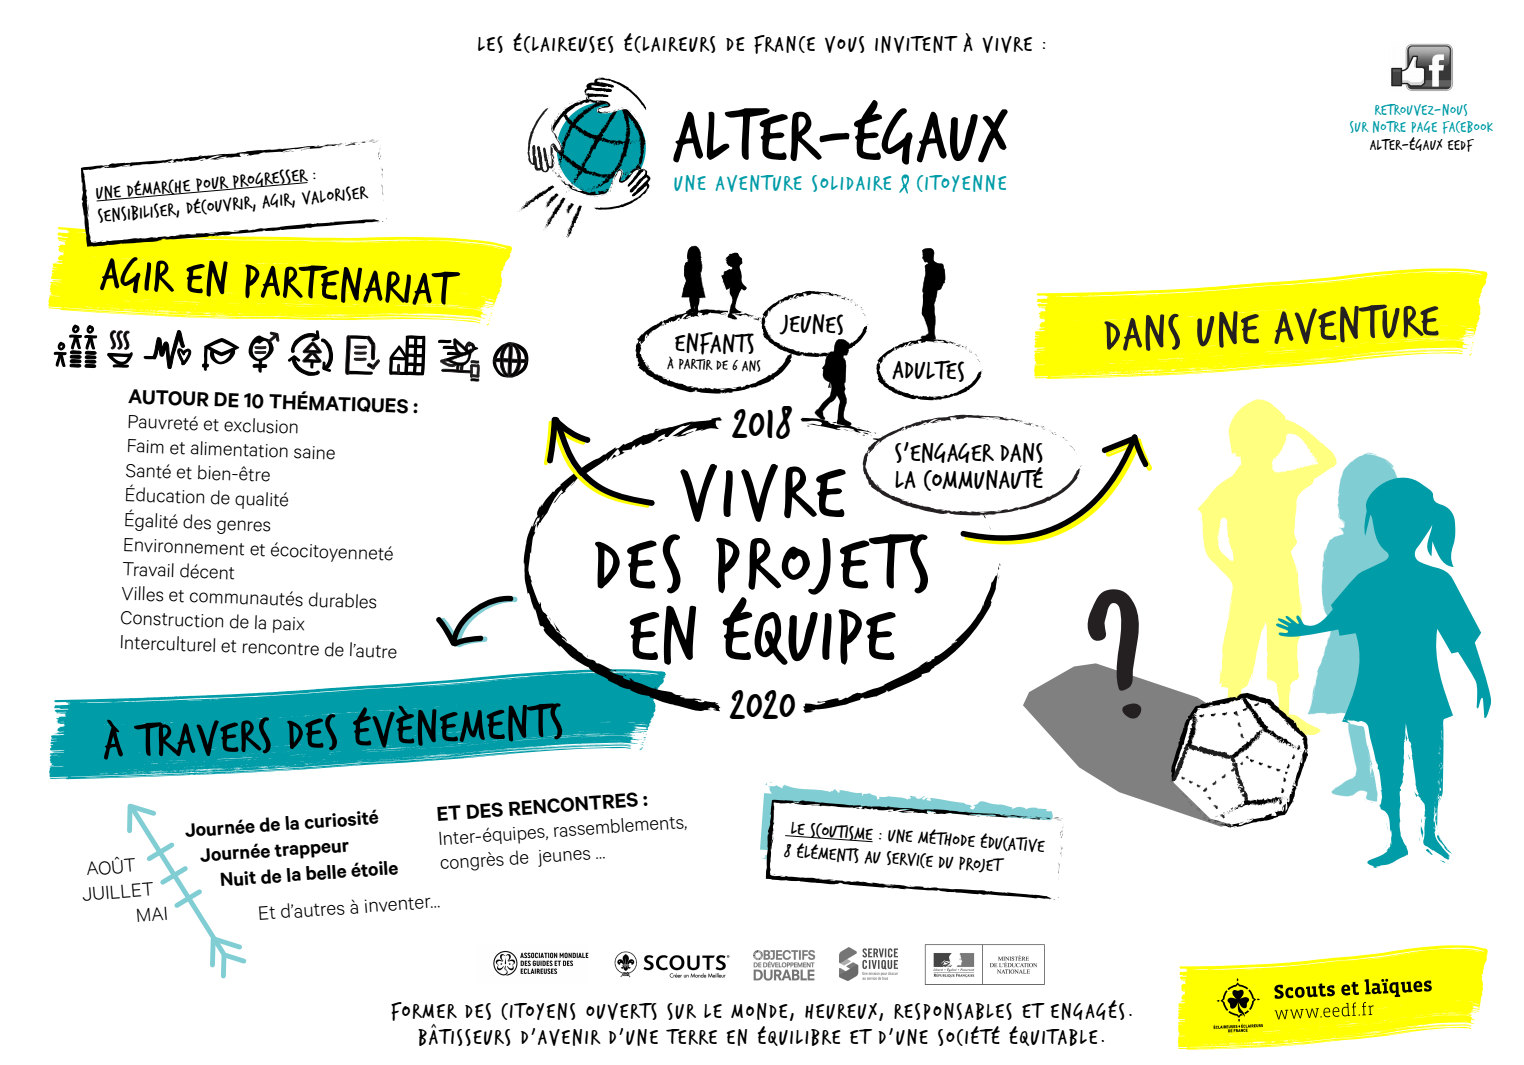 LES ÉCLAIREUSES ÉCLAIREURS DE FRANCE VOUS INVITENT À VIVRE :
ALTER-ÉGAUX
UNE AVENTURE SOLIDAIRE & CITOYENNE
f
RETROUVEZ-NOUS
SUR NOTRE PAGE FACEBOOK
ALTER-ÉGAUX EEDF
UNE DÉMARCHE POUR PROGRESSER :
SENSIBILISER, DÉCOUVRIR, AGIR, VALORISER
AGIR EN PARTENARIAT
AUTOUR DE 10 THÉMATIQUES :
Pauvreté et exclusion
Faim et alimentation saine
Santé et bien-être
Éducation de qualité
Égalité des genres
Environnement et écocitoyenneté
Travail décent
Villes et communautés durables
Construction de la paix
Interculturel et rencontre de l'autre
ENFANTS
À PARTIR DE 6 ANS
JEUNES
ADULTES
2018
S'ENGAGER DANS
LA COMMUNAUTÉ
VIVRE
DES PROJETS
EN ÉQUIPE
2020
DANS UNE AVENTURE
?
À TRAVERS DES ÉVÈNEMENTS
AOÛT
JUILLET
MAI
Journée de la curiosité
Journée trappeur
Nuit de la belle étoile
Et d'autres à inventer...
ET DES RENCONTRES :
Inter-équipes, rassemblements,
congrès de jeunes ...
LE SCOUTISME : UNE MÉTHODE ÉDUCATIVE
8 ÉLÉMENTS AU SERVICE DU PROJET
ASSOCIATION MONDIALE
DES GUIDES ET DES
ECLAIREUSES
SCOUTS
Créer un Monde Meilleur
OBJECTIFS
DE DÉVELOPPEMENT
DURABLE
SERVICE
CIVIQUE
Liberté • Égalité • Fraternité
RÉPUBLIQUE FRANÇAISE
MINISTÈRE
DE L'ÉDUCATION
NATIONALE
FORMER DES CITOYENS OUVERTS SUR LE MONDE, HEUREUX, RESPONSABLES ET ENGAGÉS.
BÂTISSEURS D'AVENIR D'UNE TERRE EN ÉQUILIBRE ET D'UNE SOCIÉTÉ ÉQUITABLE.
ÉCLAIREUSES ÉCLAIREURS
DE FRANCE
Scouts et laïques
www.eedf.fr